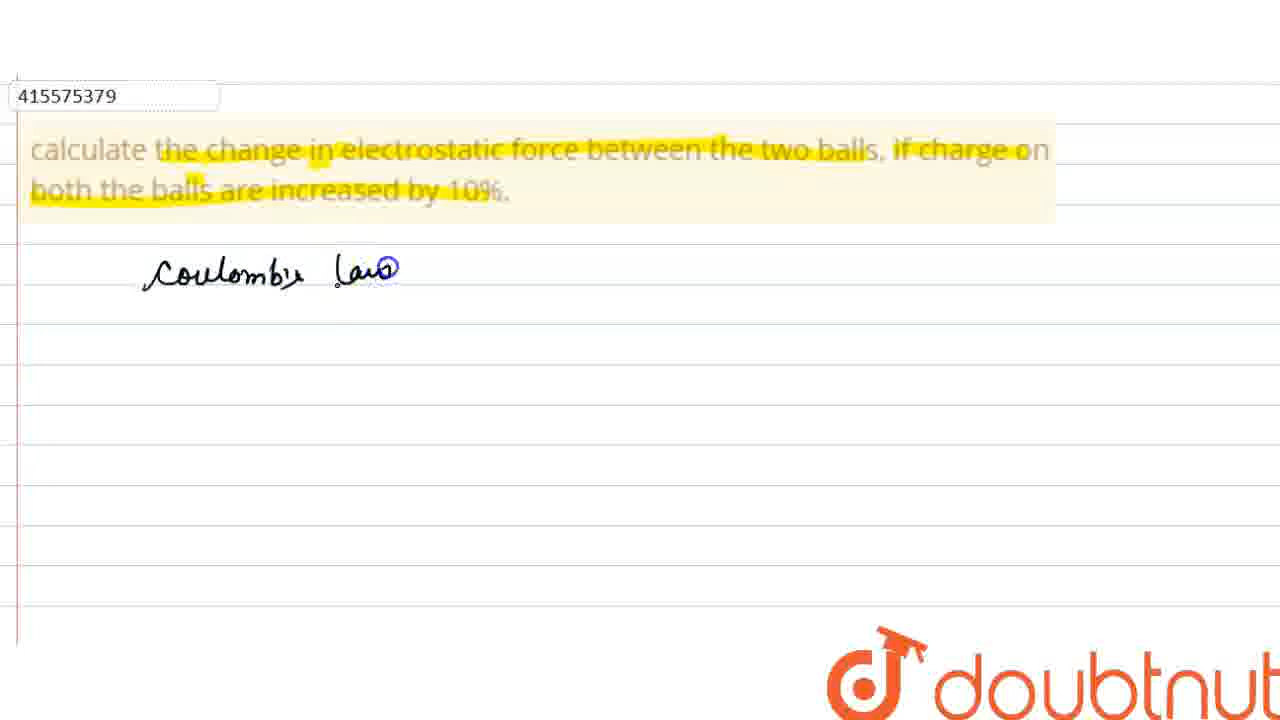 415575379
calculate the change in electrostatic force between the two balls, if charge on
both the balls are increased by 10%.
Coulombis law
doubtnut